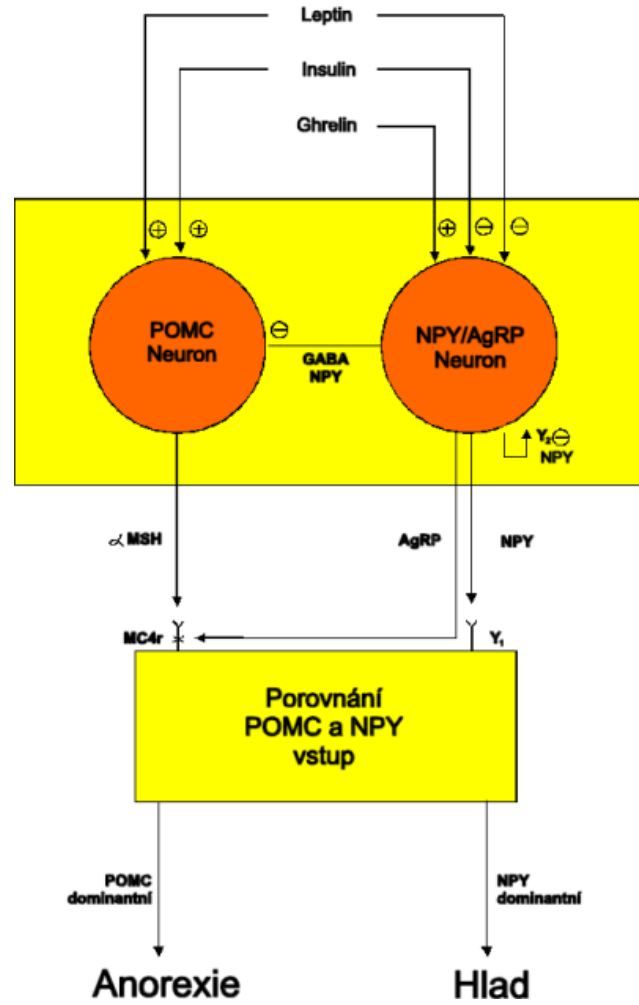 Leptin
Insulin
Ghrelin
⊕ ⊕
⊕ ⊖ ⊖
POMC
Neuron
⊖
GABA
NPY
NPY/AgRP
Neuron
Y₂⊖
NPY
αMSH
AgRP
NPY
MC4r
Y₁
Porovnání
POMC a NPY
vstup
POMC
dominantní
NPY
dominantní
Anorexie
Hlad